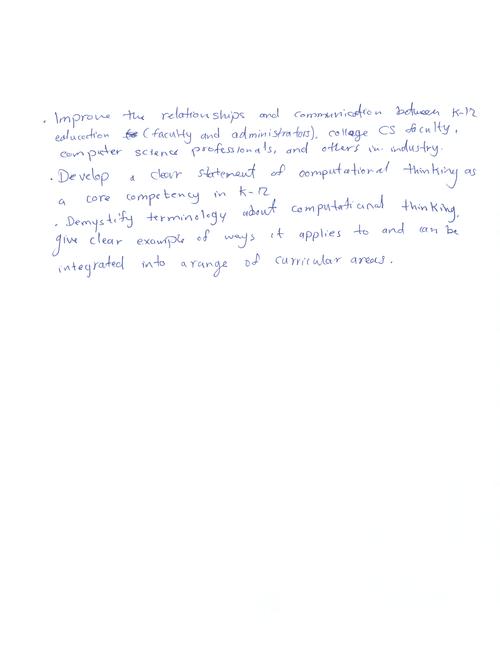 . Improve the relationships and communication between K-12
education (faculty and administrators), college CS faculty,
computer science professionals, and others in industry.
. Develop a clear statement of computational thinking as
a core competency in K-12
. Demystify terminology about computational thinking,
give clear example of ways it applies to and can be
integrated into a range of curricular areas.